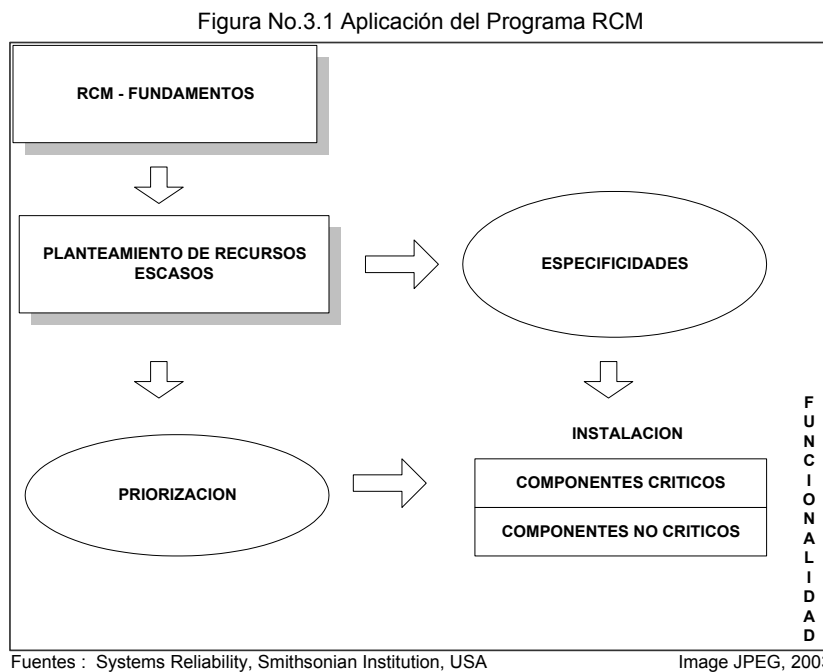 Figura No.3.1 Aplicación del Programa RCM
RCM - FUNDAMENTOS
PLANTEAMIENTO DE RECURSOS
ESCASOS
ESPECIFICIDADES
PRIORIZACION
INSTALACION
COMPONENTES CRITICOS
COMPONENTES NO CRITICOS
F
U
N
C
I
O
N
A
L
I
D
A
D
Fuentes : Systems Reliability, Smithsonian Institution, USA
Image JPEG,